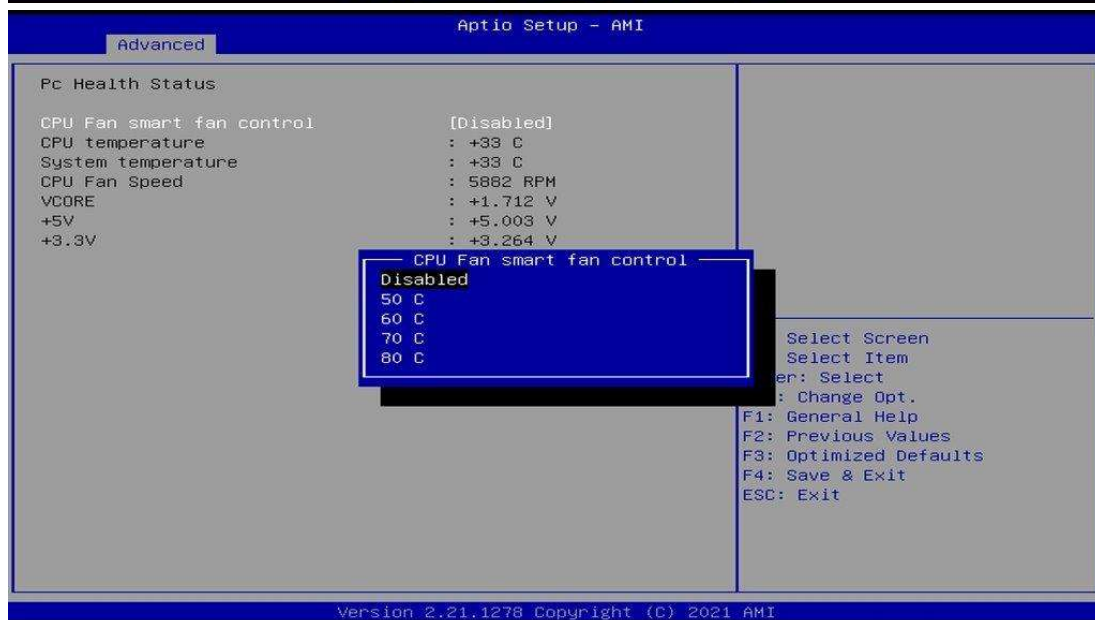 Aptio Setup - AMI
Advanced
Pc Health Status
CPU Fan smart fan control [Disabled]
CPU temperature : +33 C
System temperature : +33 C
CPU Fan Speed : 5882 RPM
VCORE : +1.712 V
+5V : +5.003 V
+3.3V : +3.264 V
CPU Fan smart fan control
Disabled
50 C
60 C
70 C
80 C
Select Screen
Select Item
er: Select
: Change Opt.
F1: General Help
F2: Previous Values
F3: Optimized Defaults
F4: Save & Exit
ESC: Exit
Version 2.21.1278 Copyright (C) 2021 AMI